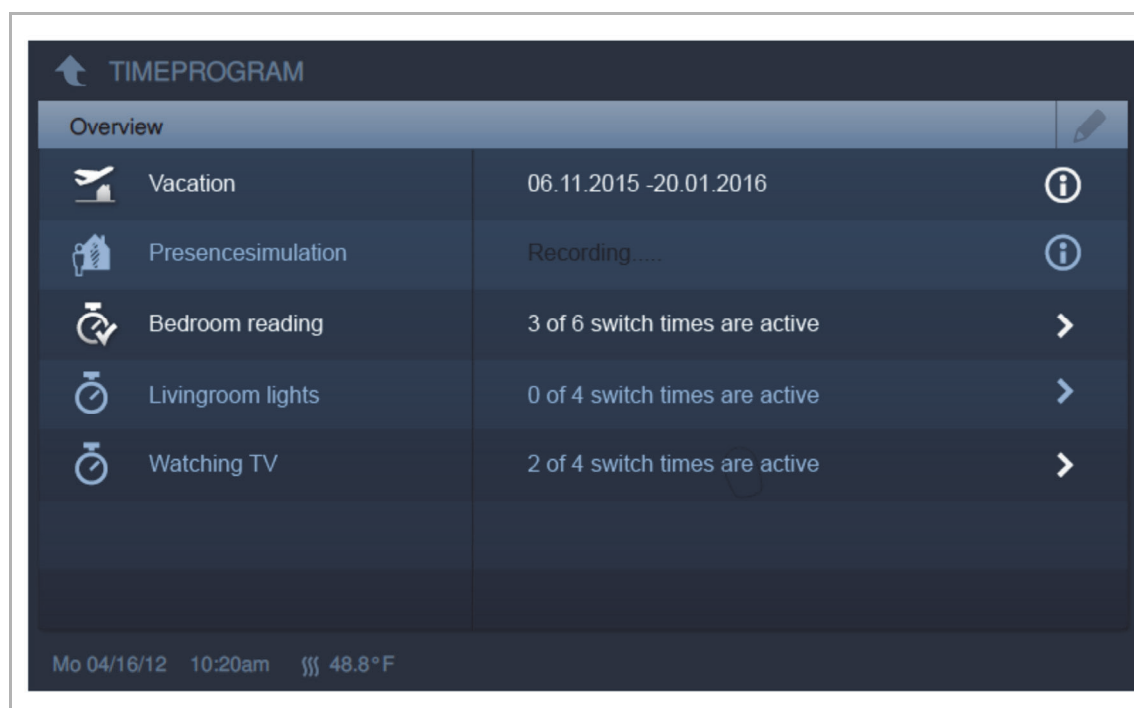 TIMEPROGRAM
Overview
Vacation 06.11.2015 -20.01.2016
Presencesimulation Recording.....
Bedroom reading 3 of 6 switch times are active
Livingroom lights 0 of 4 switch times are active
Watching TV 2 of 4 switch times are active
Mo 04/16/12 10:20am 48.8°F